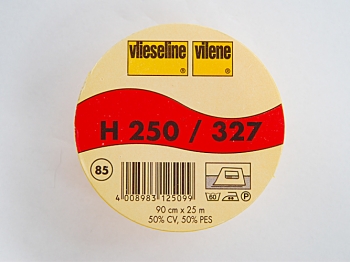 vlieseline vilene
® ®
H 250 / 327
85
4 008983 125099
60 P
90 cm x 25 m
50% CV, 50% PES